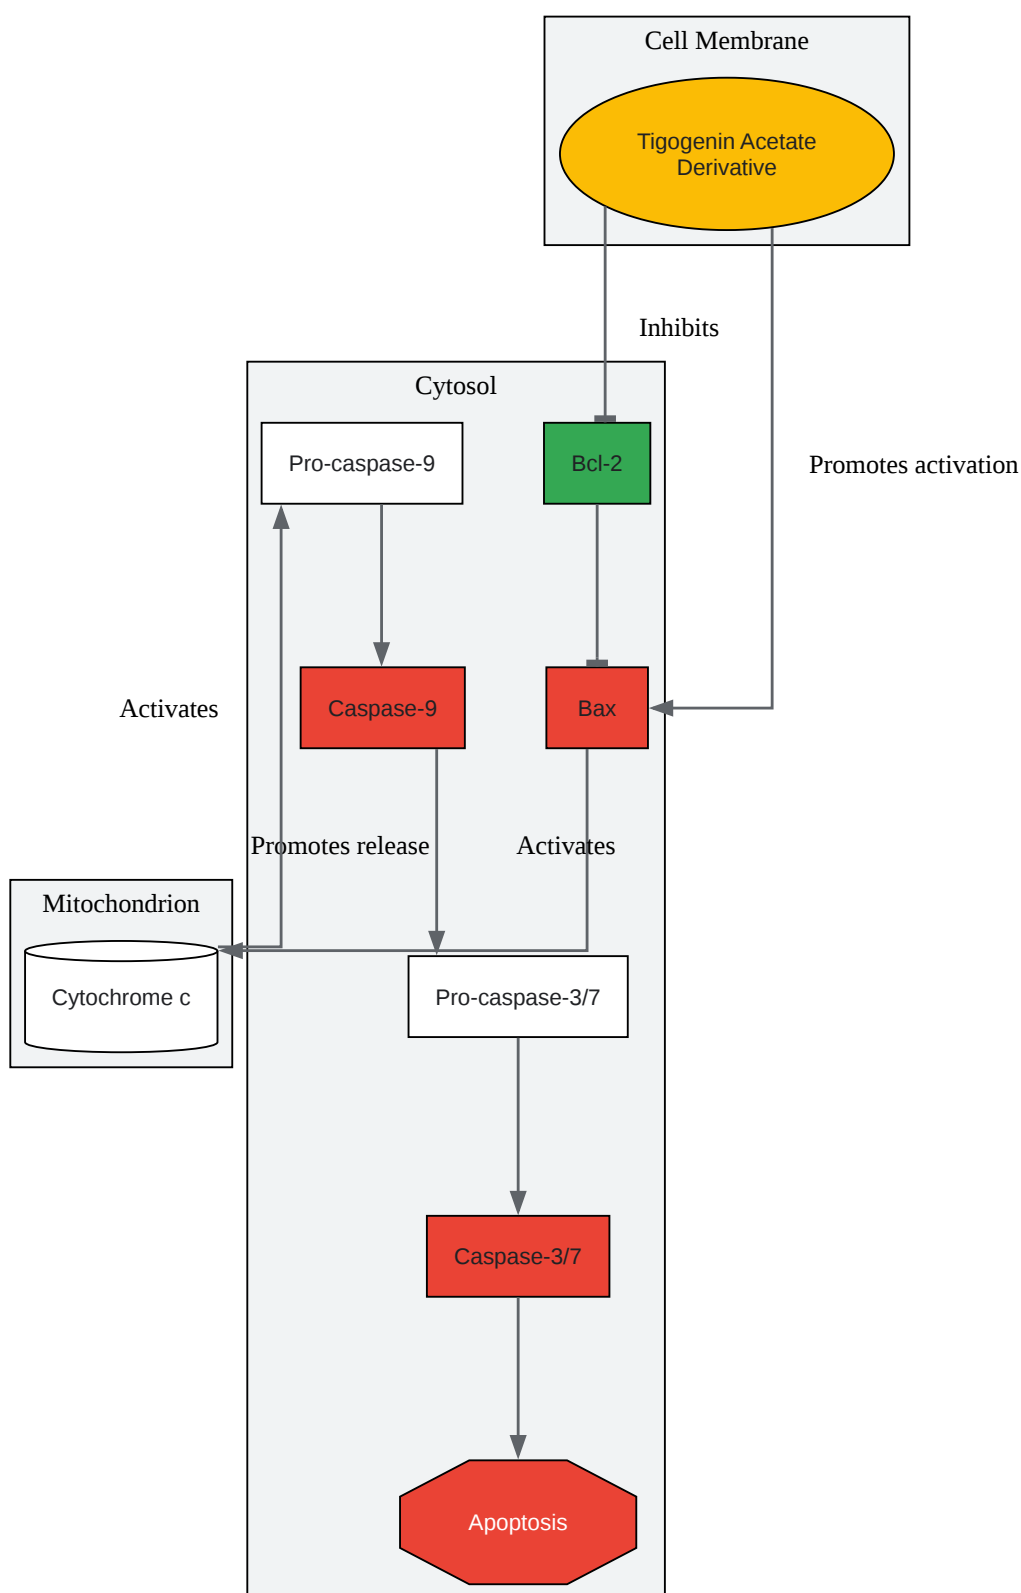 Cell Membrane
Tigogenin Acetate
Derivative
Inhibits
Cytosol
Pro-caspase-9
Bcl-2
Promotes activation
Activates
Caspase-9
Bax
Promotes release
Activates
Mitochondrion
Cytochrome c
Pro-caspase-3/7
Caspase-3/7
Apoptosis